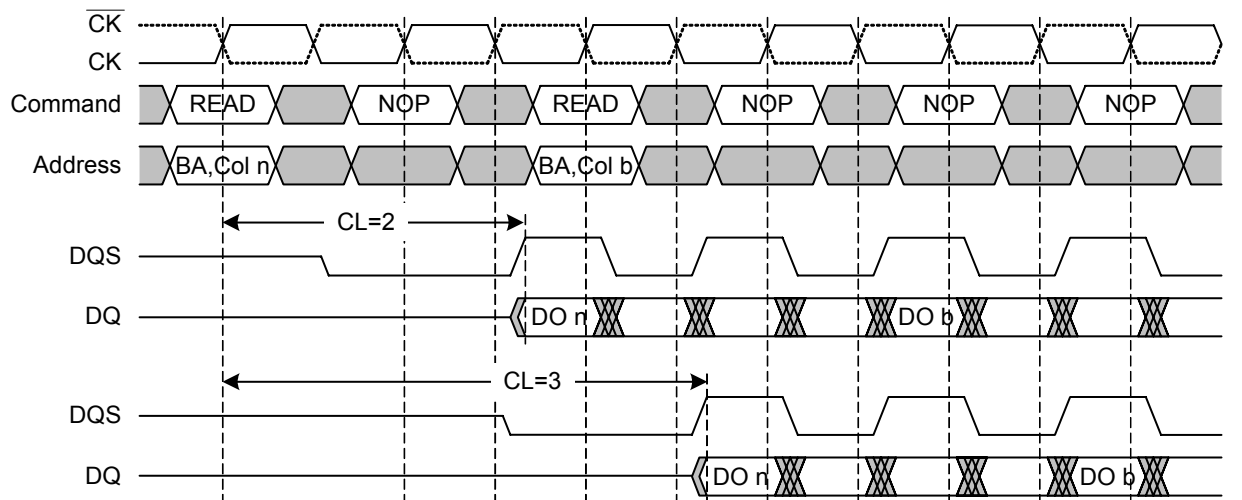 CK
CK
Command READ NOP READ NOP NOP NOP
Address BA,Col n BA,Col b
CL=2
DQS
DQ DO n DO b
CL=3
DQS
DQ DO n DO b